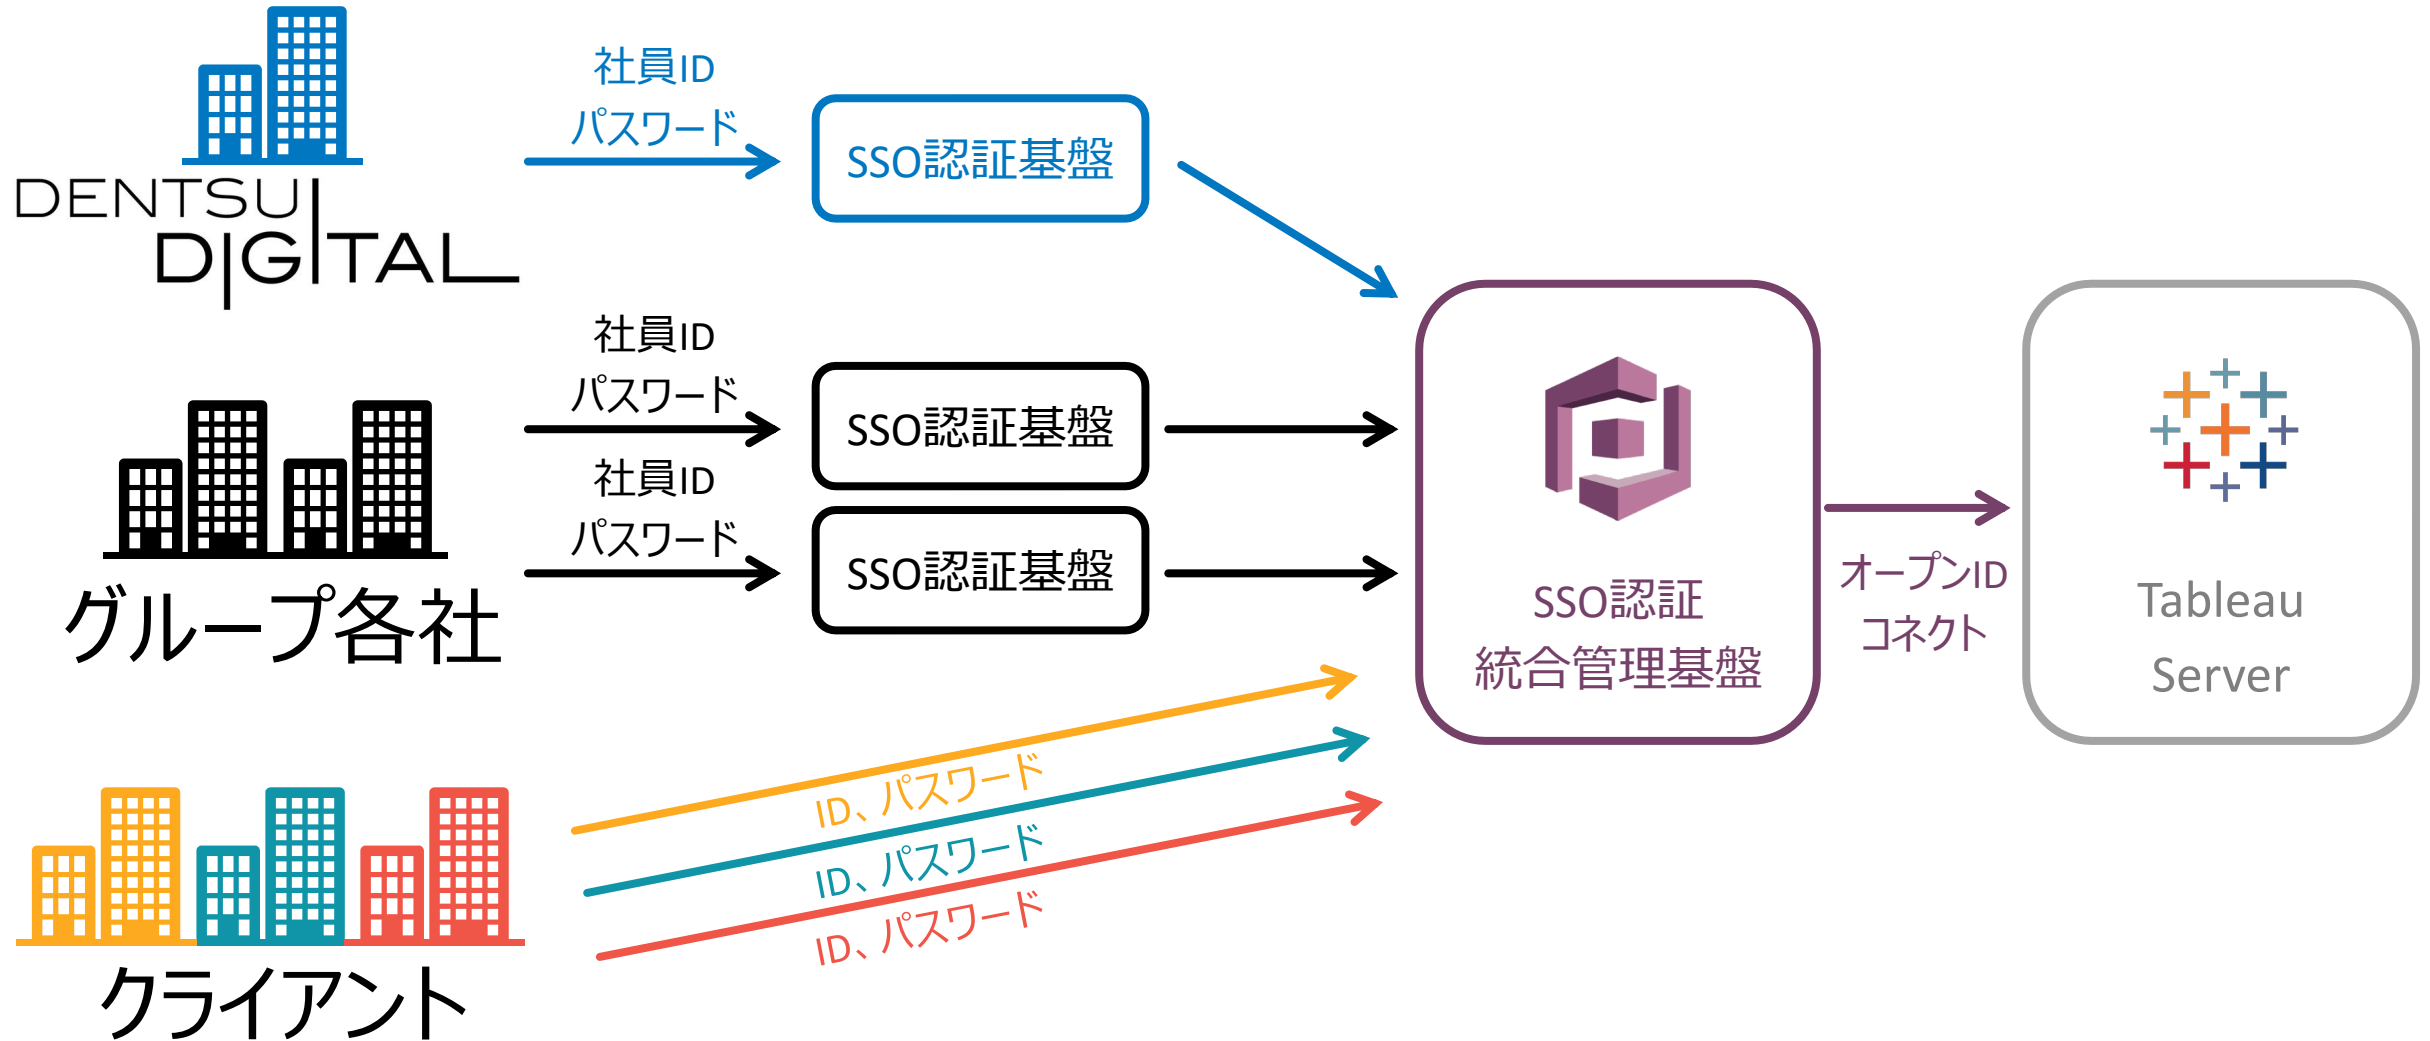 社員ID
パスワード
SSO認証基盤
DENTSU
DIGITAL
社員ID
パスワード
SSO認証基盤
社員ID
パスワード
SSO認証基盤
グループ各社
SSO認証
統合管理基盤
オープンID
コネクト
Tableau
Server
ID、パスワード
ID、パスワード
ID、パスワード
クライアント